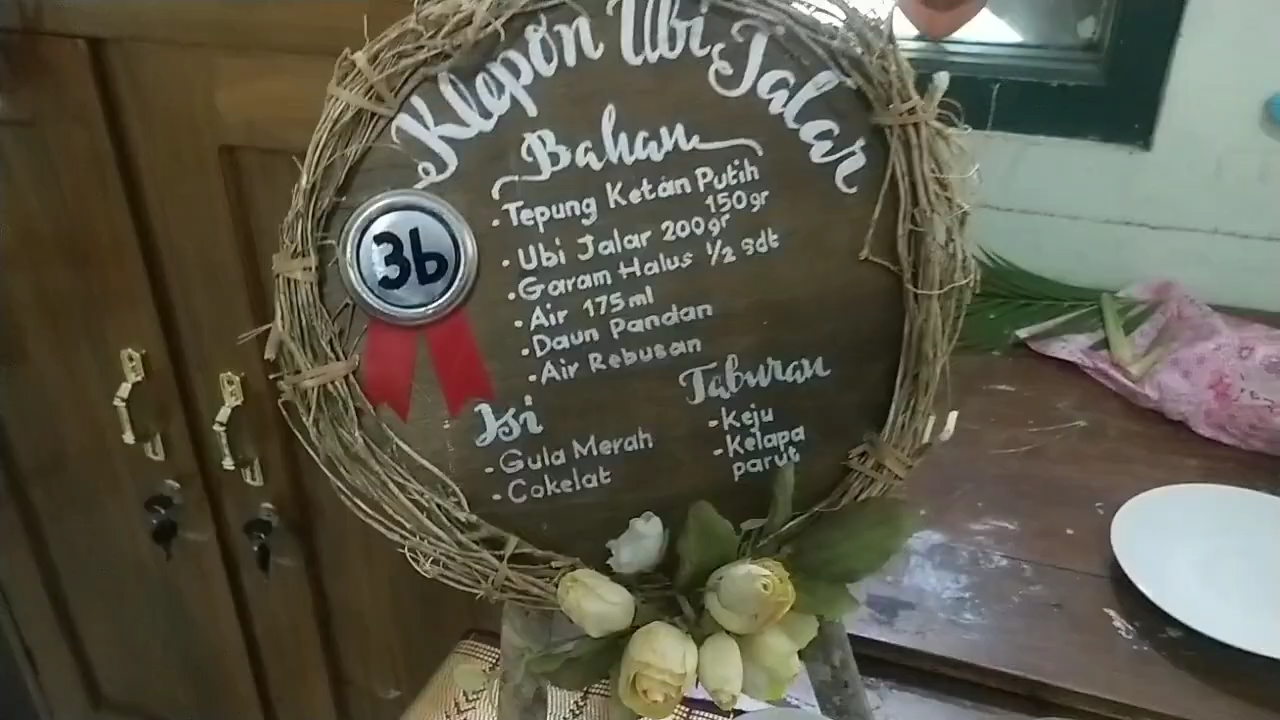 Klepon Ubi Jalar
Bahan
3b
• Tepung Ketan Putih
150gr
• Ubi Jalar 200gr
• Garam Halus 1/2 sdt
• Air 175ml
• Daun Pandan
• Air Rebusan
Isi
- Gula Merah
- Cokelat
Taburan
- Keju
- Kelapa
parut